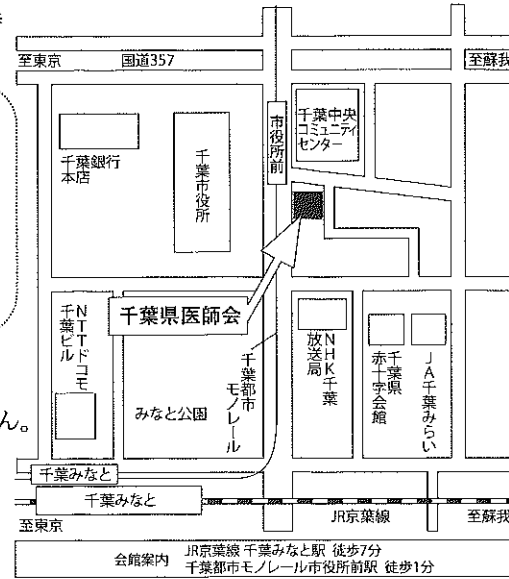 至東京
国道357
至蘇我
千葉銀行
本店
千葉市役所
市役所前
千葉中央
コミュニティ
センター
千葉県医師会
NTTドコモ
千葉ビル
みなと公園
千葉都市
モノレール
NHK千葉
放送局
千葉県
赤十字会館
JA千葉みらい
ん。
千葉みなと
千葉みなと
至東京
JR京葉線
至蘇我
会館案内
JR京葉線 千葉みなと駅 徒歩7分
千葉都市モノレール市役所前駅 徒歩1分